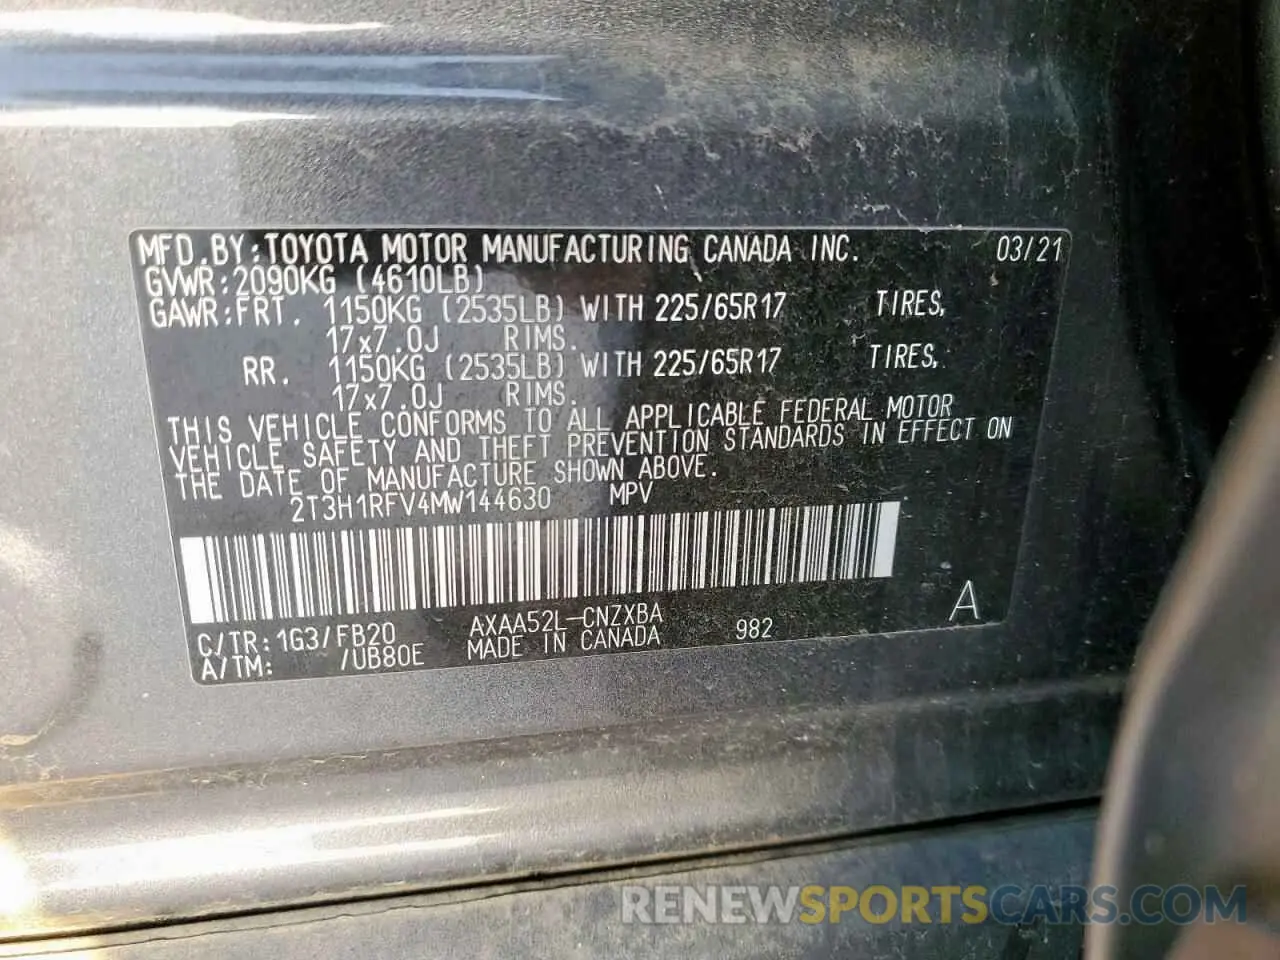 MFD.BY:TOYOTA MOTOR MANUFACTURING CANADA INC. 03/21
GVWR:2090KG (4610LB)
GAWR:FRT. 1150KG (2535LB) WITH 225/65R17 TIRES,
17x7.0J RIMS.
RR. 1150KG (2535LB) WITH 225/65R17 TIRES,
17x7.0J RIMS.
THIS VEHICLE CONFORMS TO ALL APPLICABLE FEDERAL MOTOR
VEHICLE SAFETY AND THEFT PREVENTION STANDARDS IN EFFECT ON
THE DATE OF MANUFACTURE SHOWN ABOVE.
2T3H1RFV4MW144630 MPV
C/TR:1G3/FB20 AXAA52L-CNZXBA 982 A
A/TM: /UB80E MADE IN CANADA
RENEWSPORTSCARS.COM